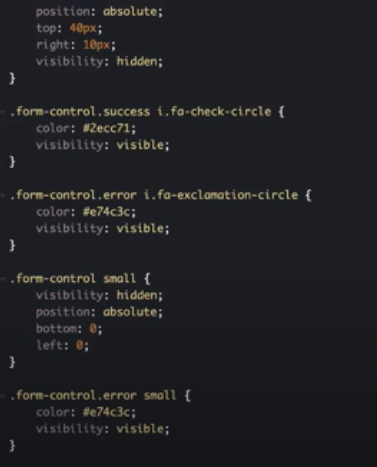 position: absolute;
top: 40px;
right: 10px;
visibility: hidden;
}
.form-control.success i.fa-check-circle {
color: #2ecc71;
visibility: visible;
}
.form-control.error i.fa-exclamation-circle {
color: #e74c3c;
visibility: visible;
}
.form-control small {
visibility: hidden;
position: absolute;
bottom: 0;
left: 0;
}
.form-control.error small {
color: #e74c3c;
visibility: visible;
}